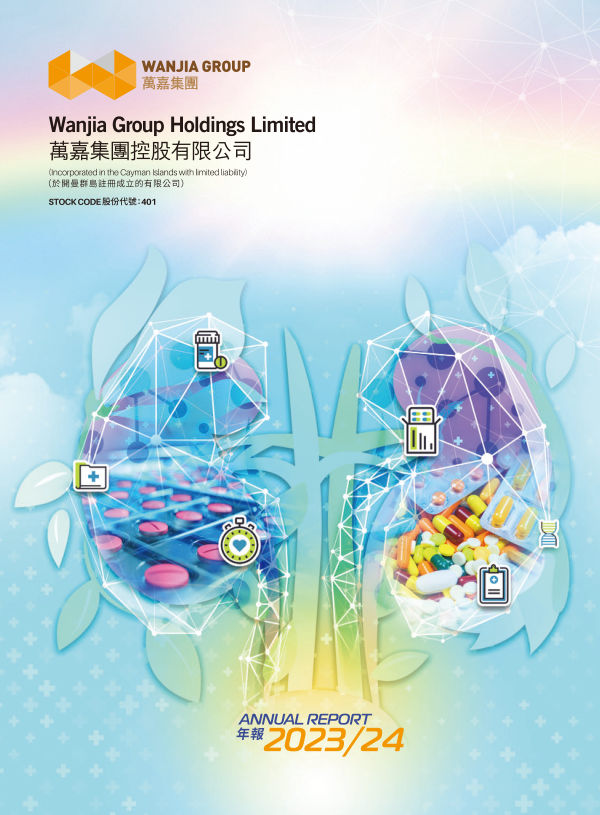 WANJIA GROUP
萬嘉集團
Wanjia Group Holdings Limited
萬嘉集團控股有限公司
(Incorporated in the Cayman Islands with limited liability)
(於開曼群島註冊成立的有限公司)
STOCK CODE 股份代號：401
ANNUAL REPORT
年報 2023/24